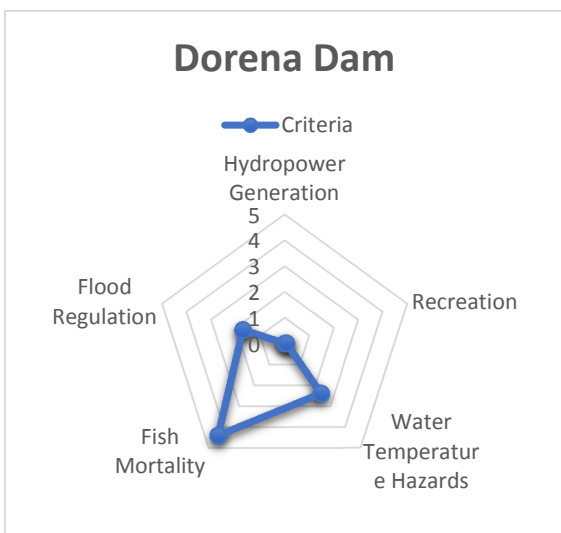 Dorena Dam
Criteria
Hydropower
Generation
5
4
3
2
1
0
Recreation
Water
Temperatur
e Hazards
Fish
Mortality
Flood
Regulation